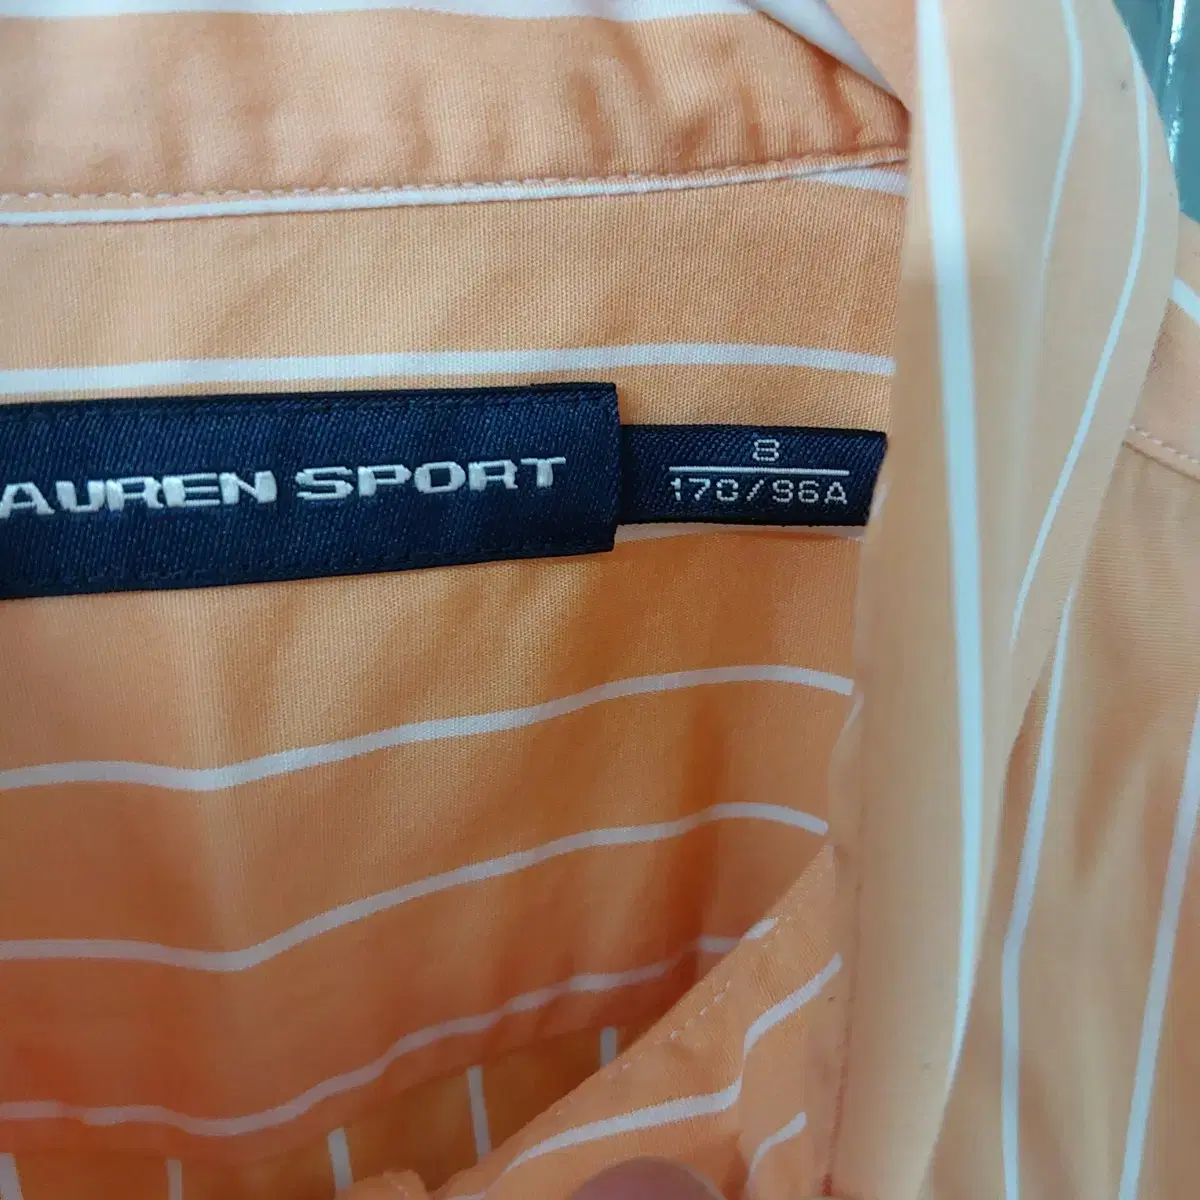 AUREN SPORT
8
170/96A